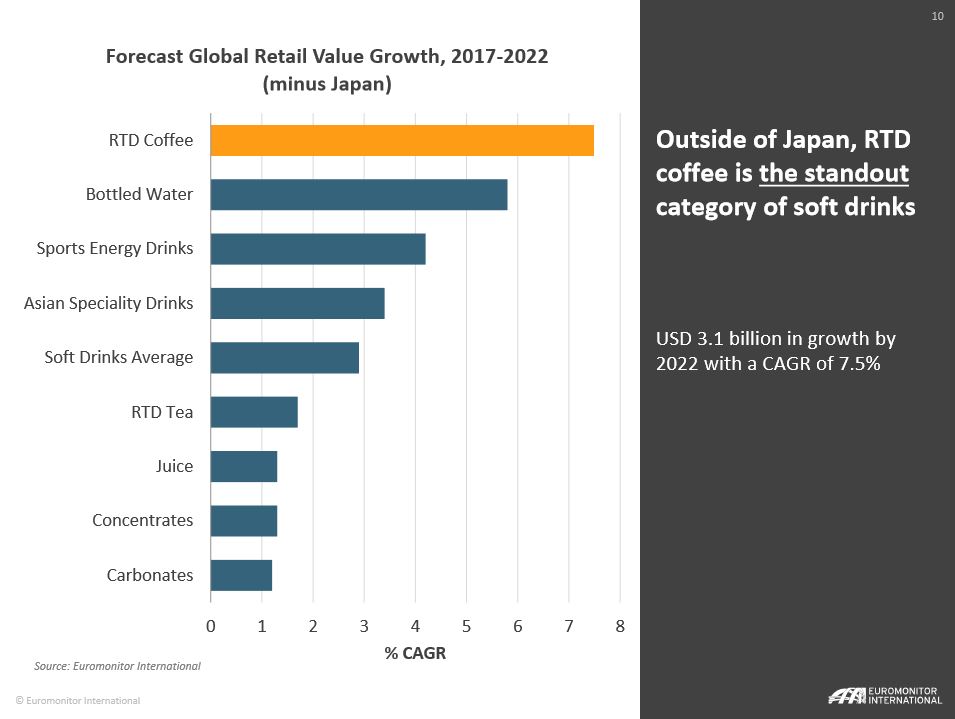 10
Forecast Global Retail Value Growth, 2017-2022
(minus Japan)
RTD Coffee
Bottled Water
Sports Energy Drinks
Asian Speciality Drinks
Soft Drinks Average
RTD Tea
Juice
Concentrates
Carbonates
0 1 2 3 4 5 6 7 8
% CAGR
Source: Euromonitor International
© Euromonitor International
Outside of Japan, RTD
coffee is the standout
category of soft drinks
USD 3.1 billion in growth by
2022 with a CAGR of 7.5%
EUROMONITOR
INTERNATIONAL